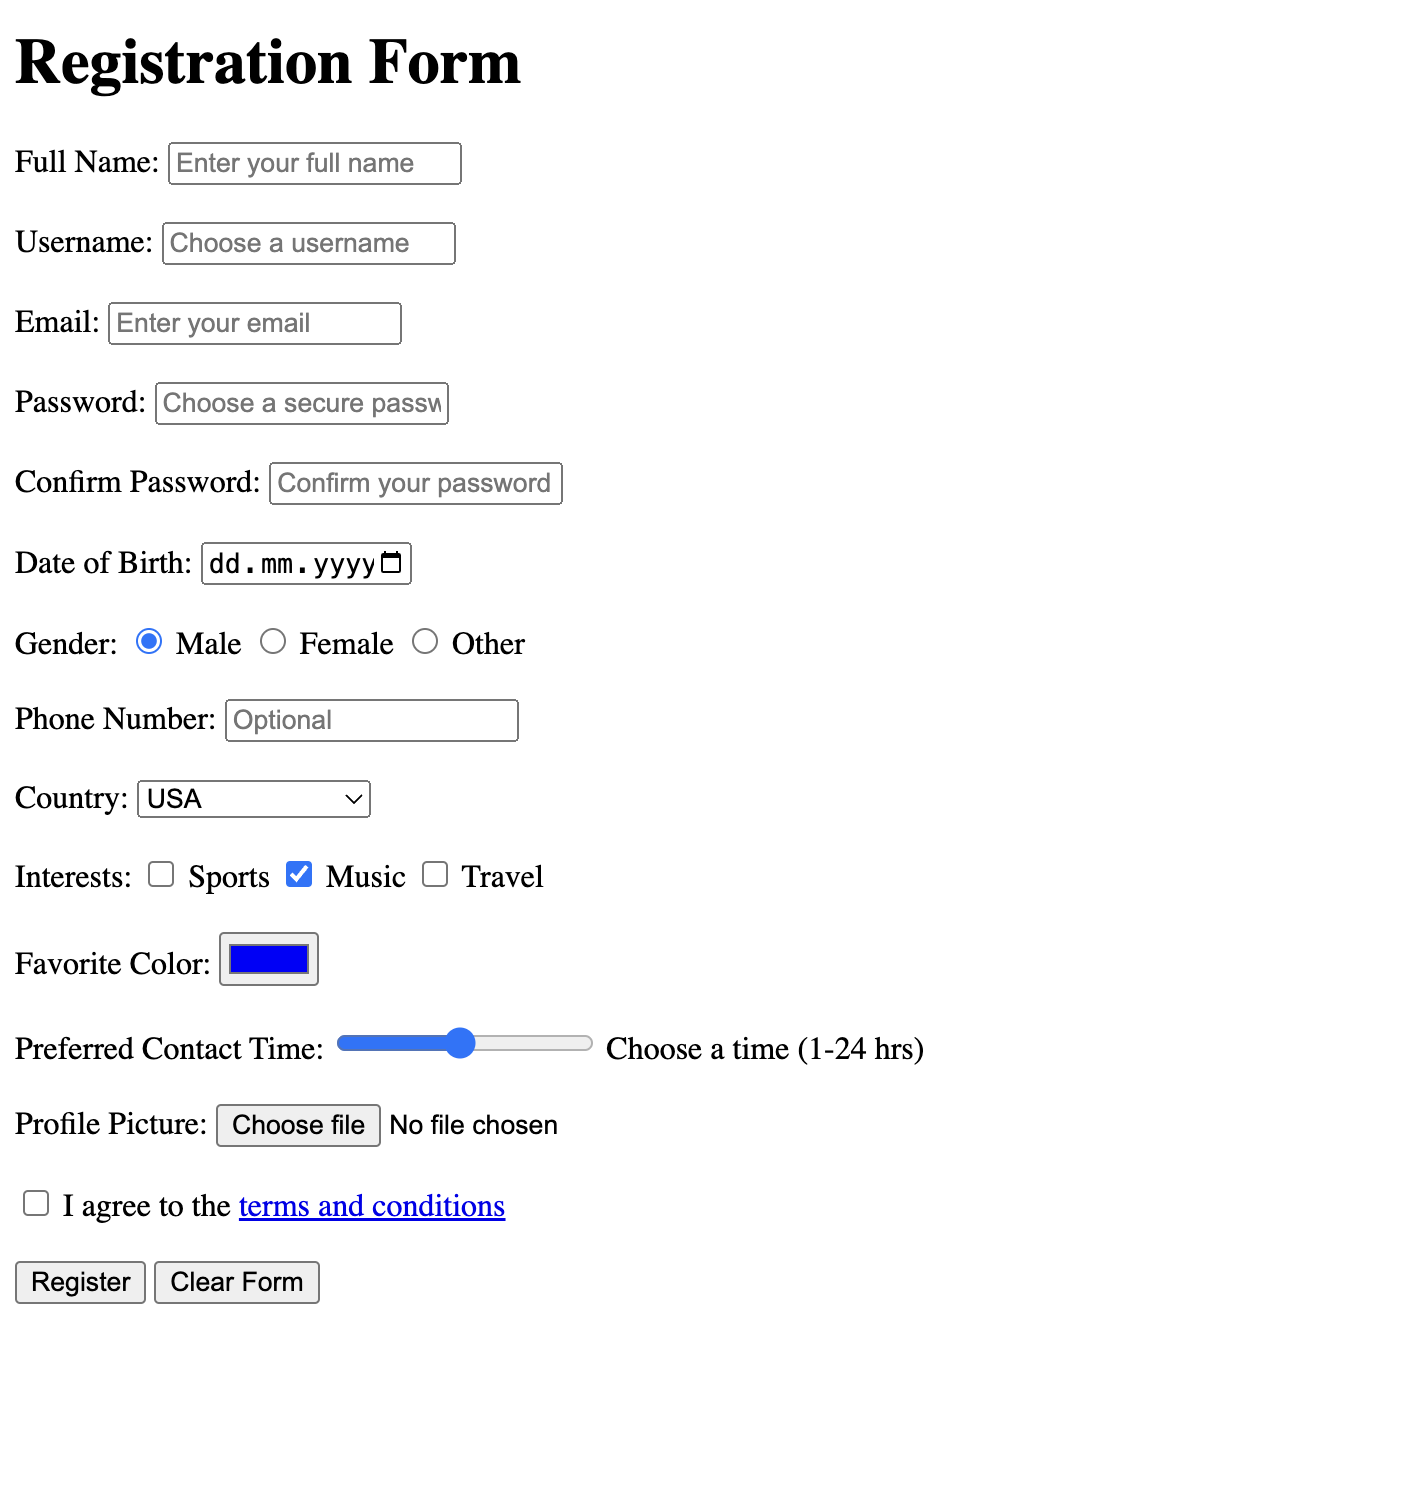 Registration Form
Full Name: Enter your full name
Username: Choose a username
Email: Enter your email
Password: Choose a secure passw
Confirm Password: Confirm your password
Date of Birth: dd.mm.yyyy
Gender: Male Female Other
Phone Number: Optional
Country: USA
Interests: Sports Music Travel
Favorite Color:
Preferred Contact Time: Choose a time (1-24 hrs)
Profile Picture: Choose file No file chosen
I agree to the terms and conditions
Register Clear Form